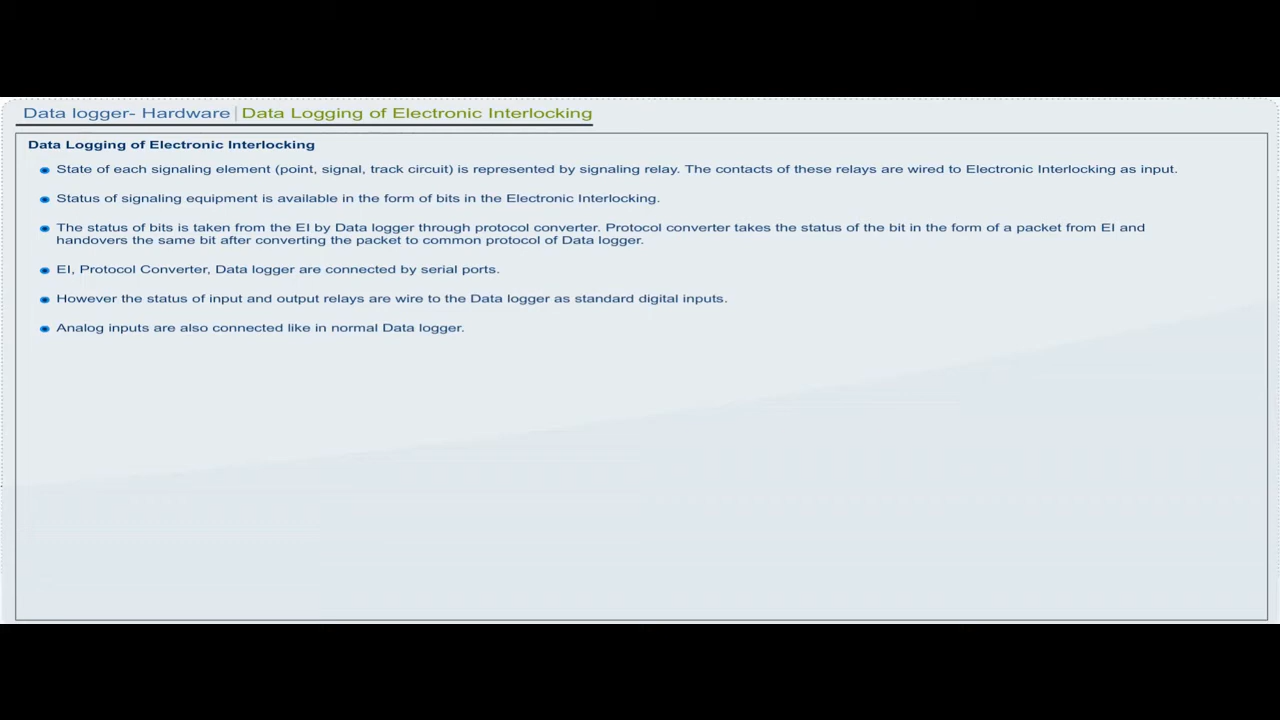 Data logger- Hardware | Data Logging of Electronic Interlocking
Data Logging of Electronic Interlocking
State of each signaling element (point, signal, track circuit) is represented by signaling relay. The contacts of these relays are wired to Electronic Interlocking as input.
Status of signaling equipment is available in the form of bits in the Electronic Interlocking.
The status of bits is taken from the EI by Data logger through protocol converter. Protocol converter takes the status of the bit in the form of a packet from EI and
handovers the same bit after converting the packet to common protocol of Data logger.
EI, Protocol Converter, Data logger are connected by serial ports.
However the status of input and output relays are wire to the Data logger as standard digital inputs.
Analog inputs are also connected like in normal Data logger.